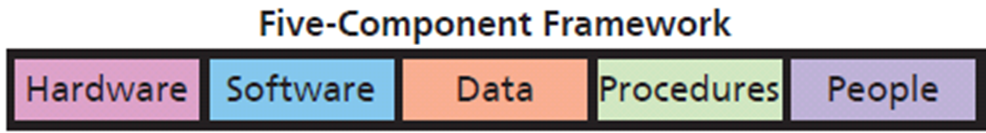 Five-Component Framework
Hardware Software Data Procedures People